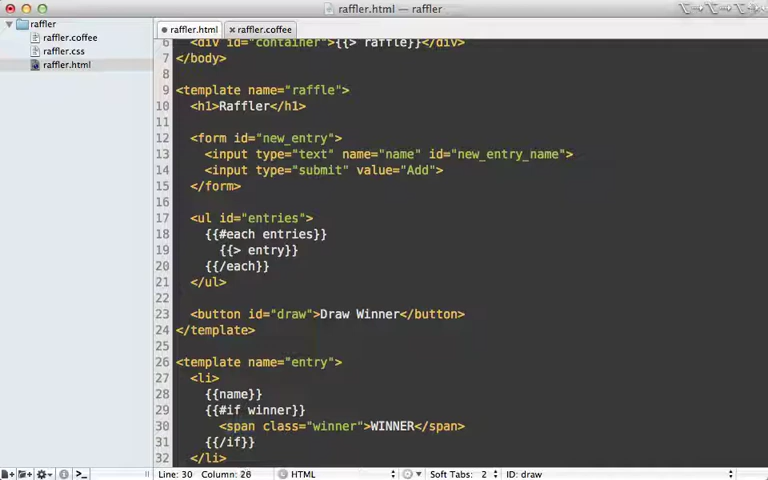 raffler.html — raffler
raffler
raffler.coffee
raffler.css
raffler.html
raffler.html
raffler.coffee
6 <div id="container">{{> raffle}}</div>
7 </body>
8
9 <template name="raffle">
10 <h1>Raffler</h1>
11
12 <form id="new_entry">
13 <input type="text" name="name" id="new_entry_name">
14 <input type="submit" value="Add">
15 </form>
16
17 <ul id="entries">
18 {{#each entries}}
19 {{> entry}}
20 {{/each}}
21 </ul>
22
23 <button id="draw">Draw Winner</button>
24 </template>
25
26 <template name="entry">
27 <li>
28 {{name}}
29 {{#if winner}}
30 <span class="winner">WINNER</span>
31 {{/if}}
32 </li>
Line: 30 Column: 26 HTML Soft Tabs: 2 ID: draw